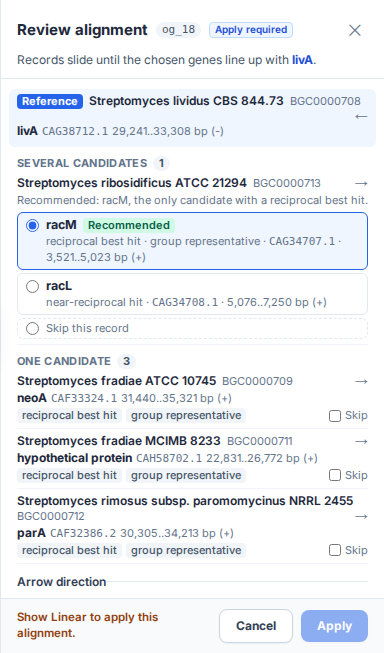 Review alignment og_18 Apply required
Records slide until the chosen genes line up with livA.
Reference Streptomyces lividus CBS 844.73 BGC0000708
←
livA CAG38712.1 29,241..33,308 bp (-)
SEVERAL CANDIDATES 1
Streptomyces ribosidificus ATCC 21294 BGC0000713 →
Recommended: racM, the only candidate with a reciprocal best hit.
racM Recommended
reciprocal best hit · group representative · CAG34707.1 ·
3,521..5,023 bp (+)
racL
near-reciprocal hit · CAG34708.1 · 5,076..7,250 bp (+)
Skip this record
ONE CANDIDATE 3
Streptomyces fradiae ATCC 10745 BGC0000709 →
neoA CAF33324.1 31,440..35,321 bp (+)
reciprocal best hit group representative Skip
Streptomyces fradiae MCIMB 8233 BGC0000711 →
hypothetical protein CAH58702.1 22,831..26,772 bp (+)
reciprocal best hit group representative Skip
Streptomyces rimosus subsp. paromomycinus NRRL 2455
BGC0000712 →
parA CAF32386.2 30,305..34,213 bp (+)
reciprocal best hit group representative Skip
Arrow direction
Show Linear to apply this
alignment.
Cancel Apply